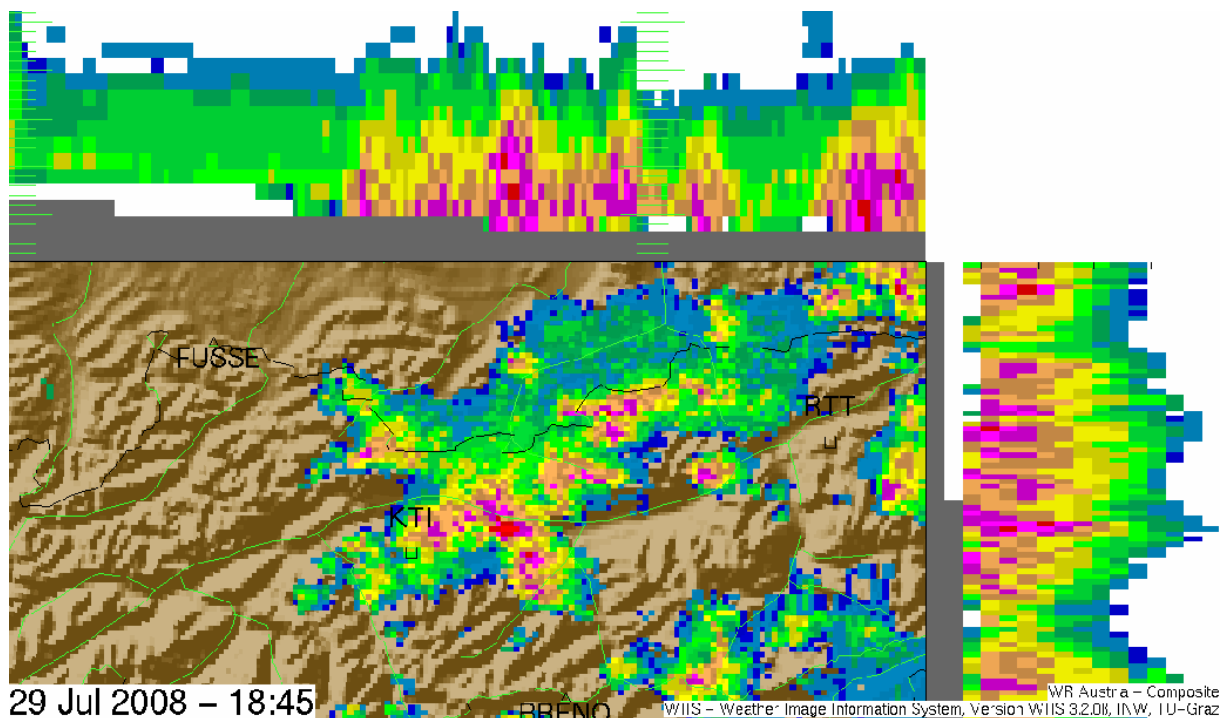 FUSSE
RTT
KTI
BRENO
29 Jul 2008 – 18:45
WR Austria – Composite
WIIS – Weather Image Information System, Version WIIS 3.2.08, INW, TU–Graz